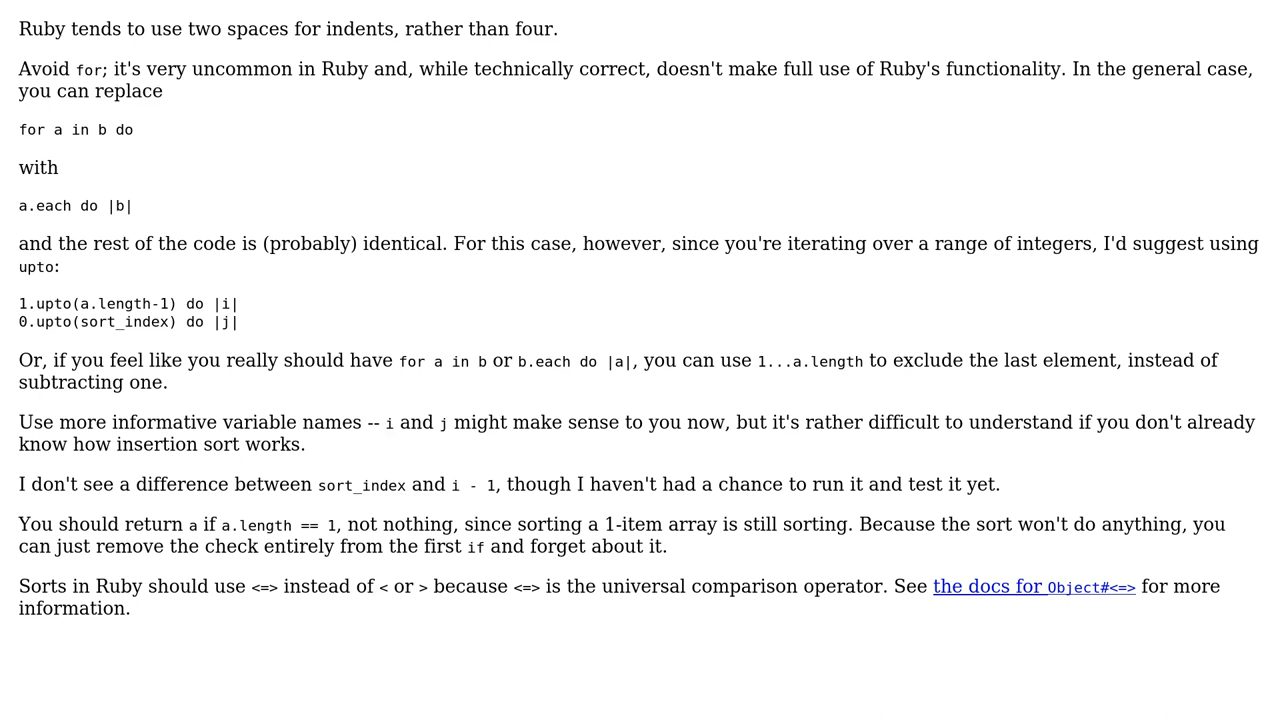 Ruby tends to use two spaces for indents, rather than four.
Avoid for; it's very uncommon in Ruby and, while technically correct, doesn't make full use of Ruby's functionality. In the general case,
you can replace
for a in b do
with
a.each do |b|
and the rest of the code is (probably) identical. For this case, however, since you're iterating over a range of integers, I'd suggest using
upto:
1.upto(a.length-1) do |i|
0.upto(sort_index) do |j|
Or, if you feel like you really should have for a in b or b.each do |a|, you can use 1...a.length to exclude the last element, instead of
subtracting one.
Use more informative variable names -- i and j might make sense to you now, but it's rather difficult to understand if you don't already
know how insertion sort works.
I don't see a difference between sort_index and i - 1, though I haven't had a chance to run it and test it yet.
You should return a if a.length == 1, not nothing, since sorting a 1-item array is still sorting. Because the sort won't do anything, you
can just remove the check entirely from the first if and forget about it.
Sorts in Ruby should use <=> instead of < or > because <=> is the universal comparison operator. See the docs for Object#<=> for more
information.